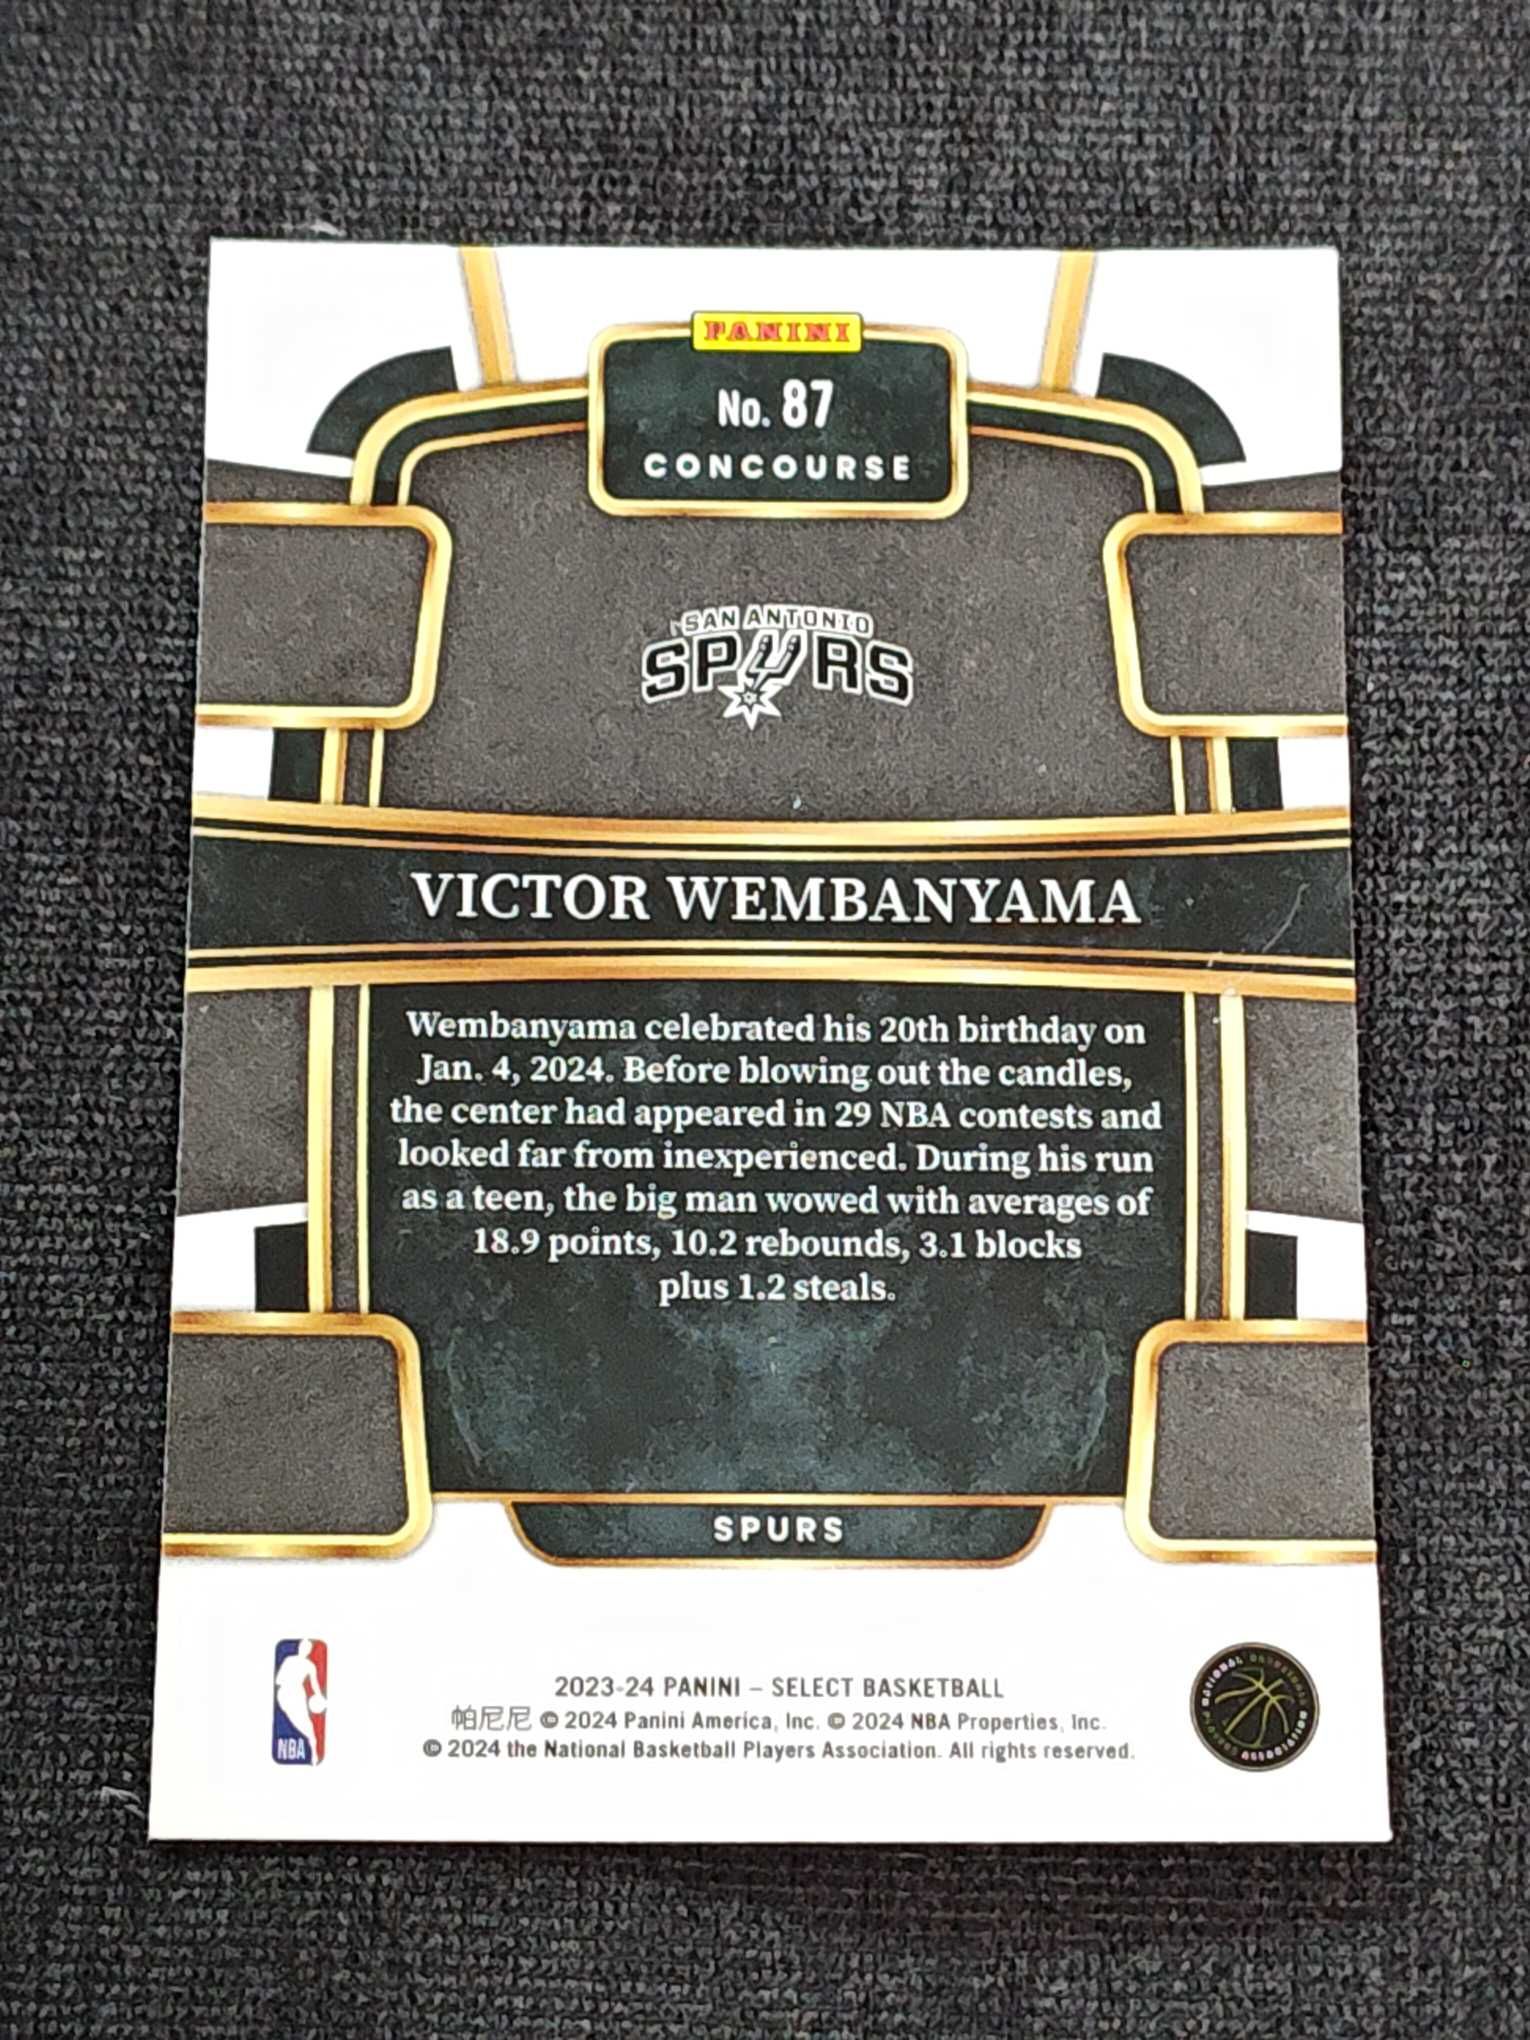 PANINI
No. 87
CONCOURSE
SAN ANTONIO
SPURS
VICTOR WEMBANYAMA
Wembanyama celebrated his 20th birthday on
Jan. 4, 2024. Before blowing out the candles,
the center had appeared in 29 NBA contests and
looked far from inexperienced. During his run
as a teen, the big man wowed with averages of
18.9 points, 10.2 rebounds, 3.1 blocks
plus 1.2 steals.
SPURS
NBA
2023-24 PANINI – SELECT BASKETBALL
帕尼尼 © 2024 Panini America, Inc. © 2024 NBA Properties, Inc.
© 2024 the National Basketball Players Association. All rights reserved.
NATIONAL BASKETBALL PLAYERS ASSOCIATION